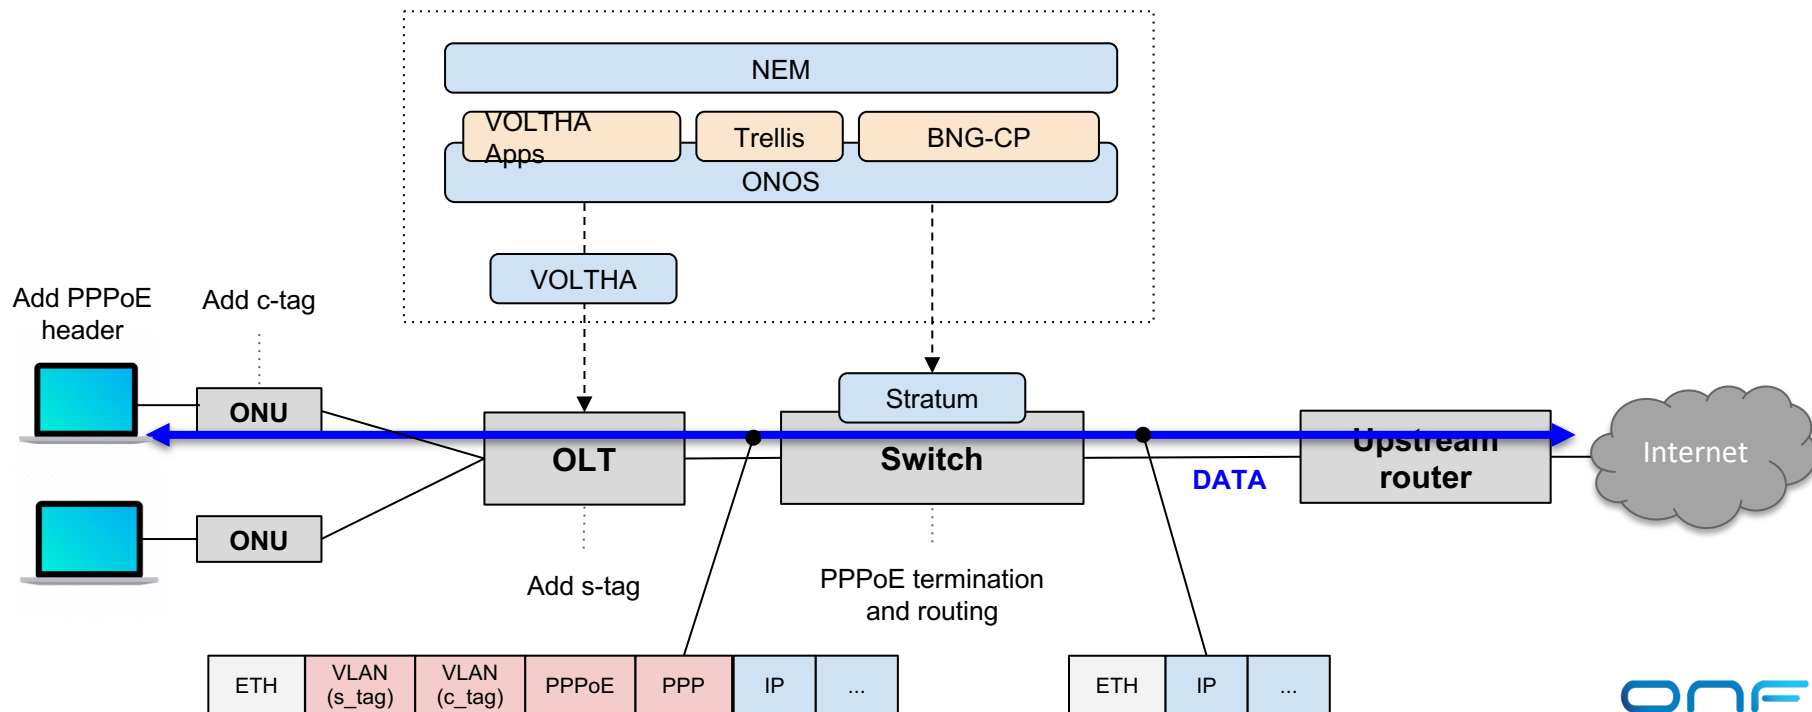 NEM
VOLTHA
Apps
Trellis
BNG-CP
ONOS
VOLTHA
Add PPPoE
header
Add c-tag
Stratum
ONU
OLT
Switch
Upstream
router
Internet
DATA
ONU
Add s-tag
PPPoE termination
and routing
ETH
VLAN
(s_tag)
VLAN
(c_tag)
PPPoE
PPP
IP
...
ETH
IP
...
ONF